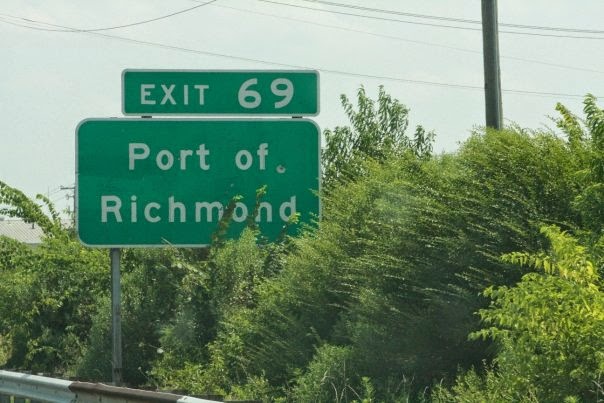 EXIT 69
Port of
Richmond